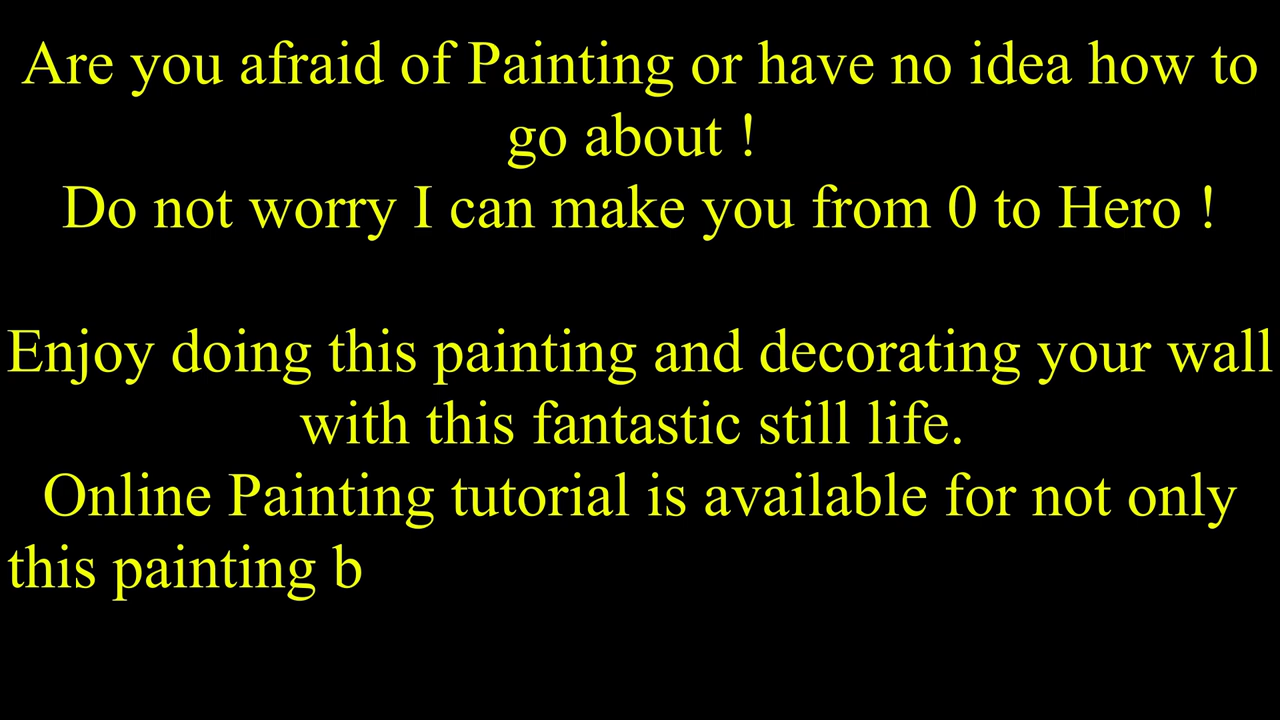 Are you afraid of Painting or have no idea how to
go about !
Do not worry I can make you from 0 to Hero !
Enjoy doing this painting and decorating your wall
with this fantastic still life.
Online Painting tutorial is available for not only
this painting b